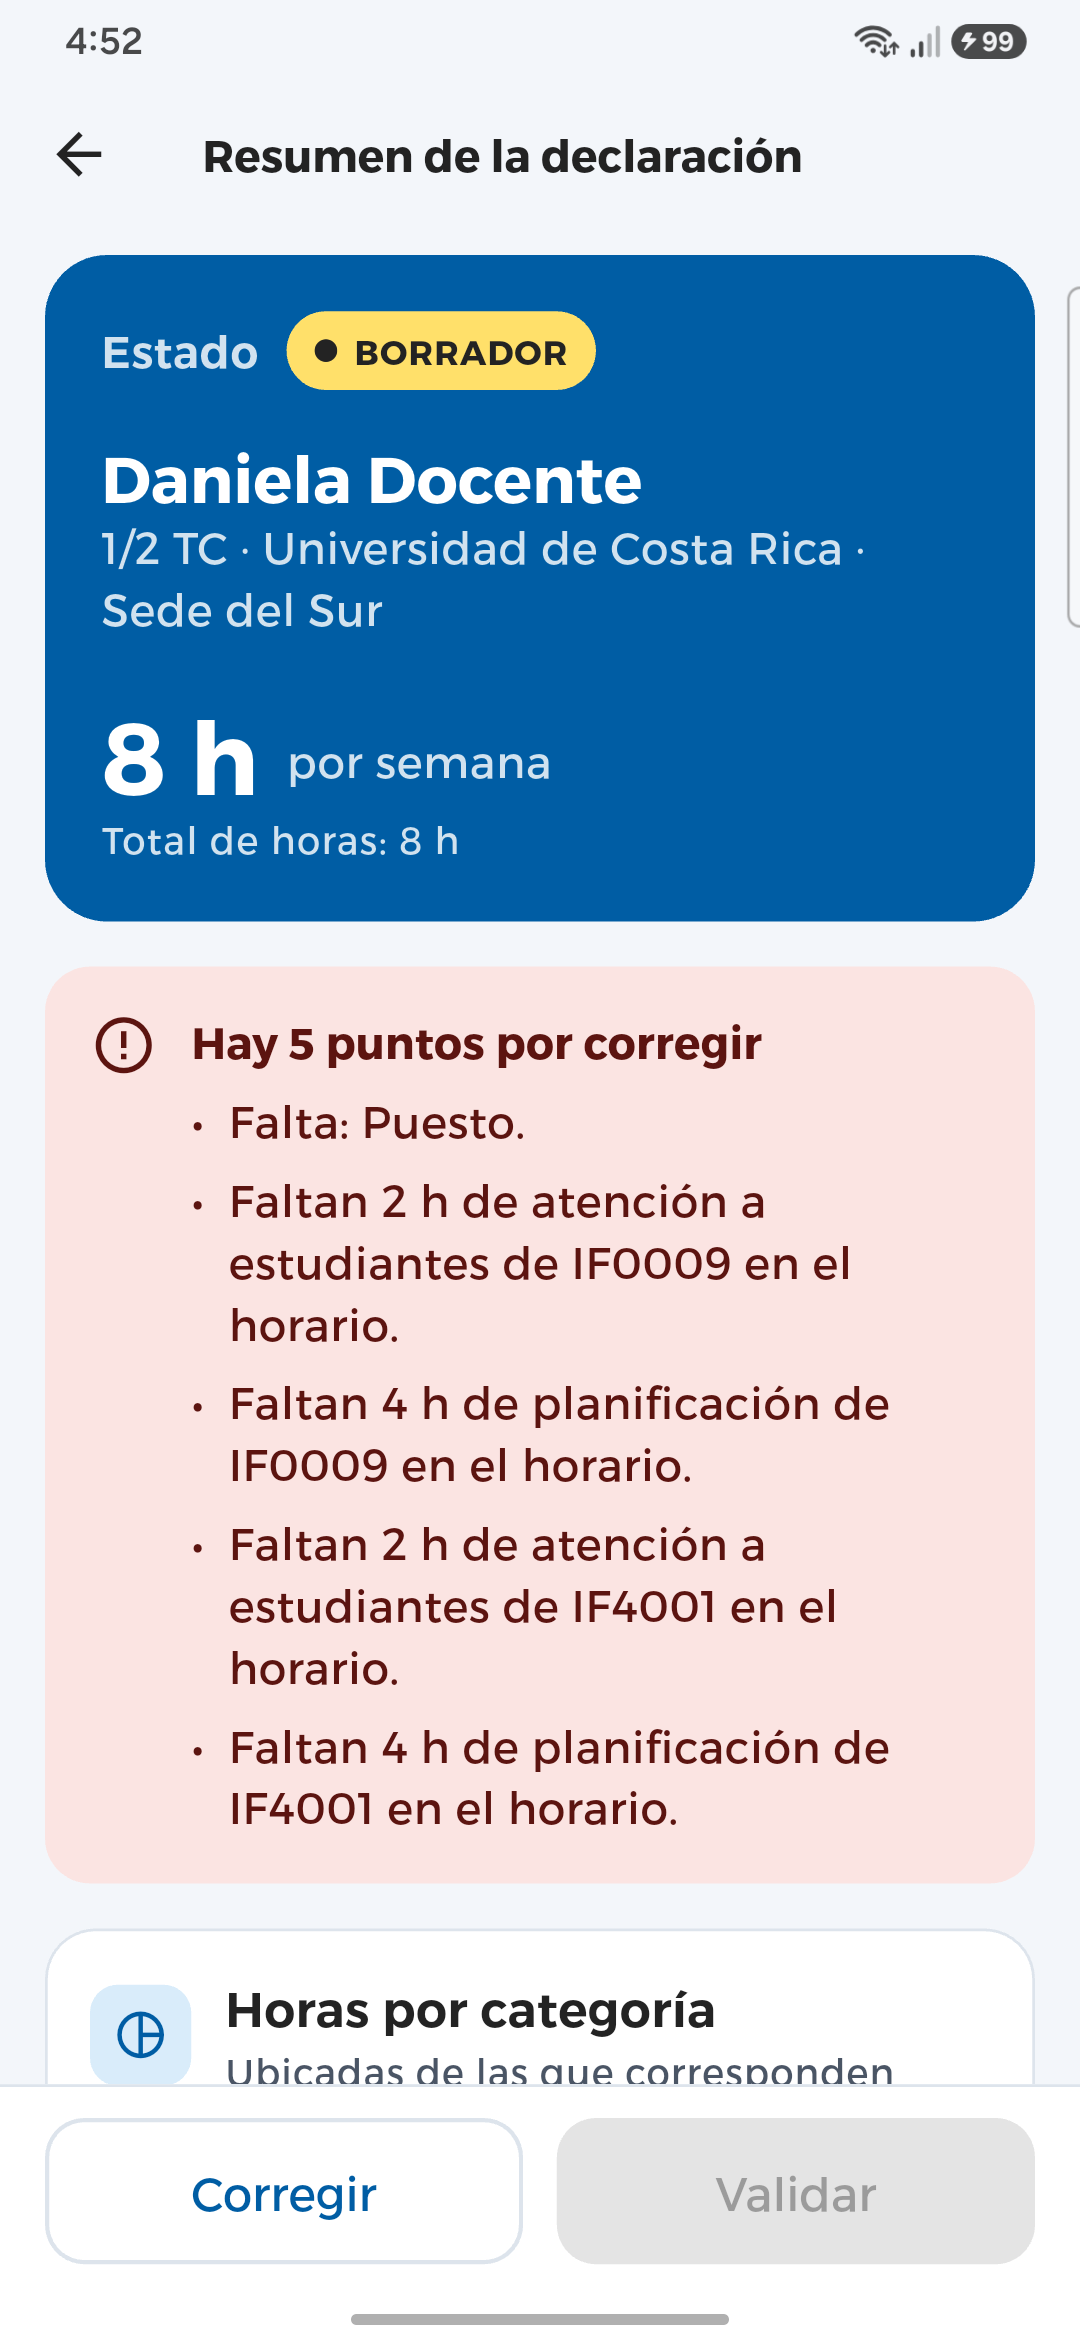 4:52
99
Resumen de la declaración
Estado
BORRADOR
Daniela Docente
1/2 TC · Universidad de Costa Rica ·
Sede del Sur
8 h por semana
Total de horas: 8 h
Hay 5 puntos por corregir
• Falta: Puesto.
• Faltan 2 h de atención a
estudiantes de IF0009 en el
horario.
• Faltan 4 h de planificación de
IF0009 en el horario.
• Faltan 2 h de atención a
estudiantes de IF4001 en el
horario.
• Faltan 4 h de planificación de
IF4001 en el horario.
Horas por categoría
Ubicadas de las que corresponden
Corregir
Validar